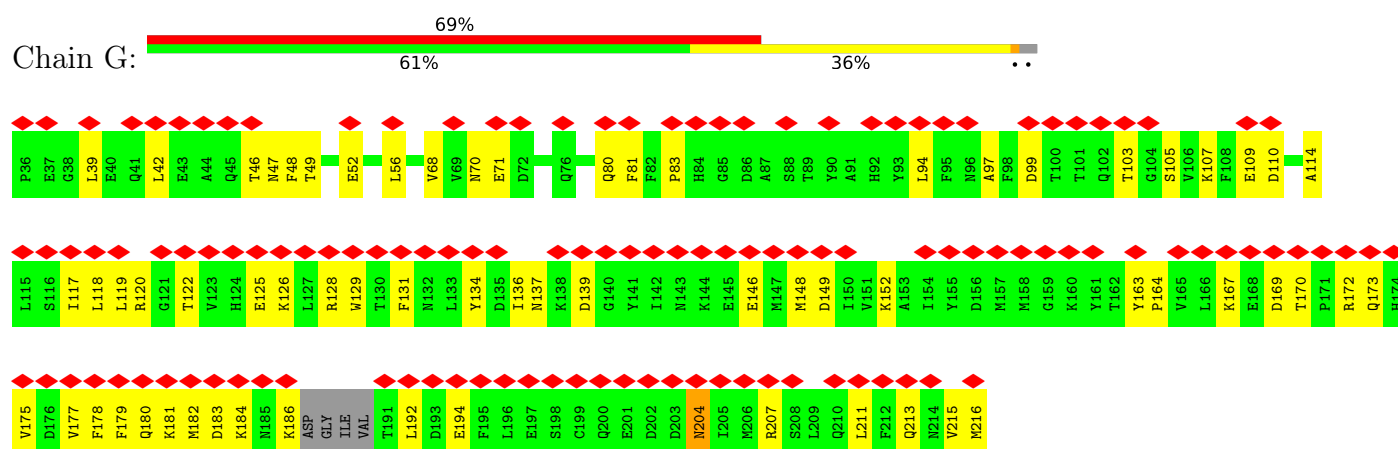 69%
Chain G:
61% 36% • •
P36 E37 G38 L39 E40 Q41 L42 E43 A44 Q45 T46 N47 F48 T49 E52 L56 V68 V69 N70 E71 D72 Q76 Q80 F81 F82 P83 H84 G85 D86 A87 S88 T89 Y90 A91 H92 Y93 L94 F95 N96 A97 F98 D99 T100 T101 Q102 T103 G104 S105 V106 K107 F108 E109 D110 A114
L115 S116 I117 L118 L119 R120 G121 T122 V123 H124 E125 K126 L127 R128 W129 T130 F131 N132 L133 Y134 D135 I136 N137 K138 D139 G140 Y141 I142 N143 K144 E145 E146 M147 M148 D149 I150 V151 K152 A153 I154 Y155 D156 M157 M158 G159 K160 Y161 T162 Y163 P164 V165 L166 K167 E168 D169 T170 P171 R172 Q173 H174
V175 D176 V177 F178 F179 Q180 K181 M182 D183 K184 N185 K186 ASP GLY ILE VAL T191 L192 D193 E194 F195 L196 E197 S198 C199 Q200 E201 D202 D203 N204 I205 M206 R207 S208 L209 Q210 L211 F212 Q213 N214 V215 M216